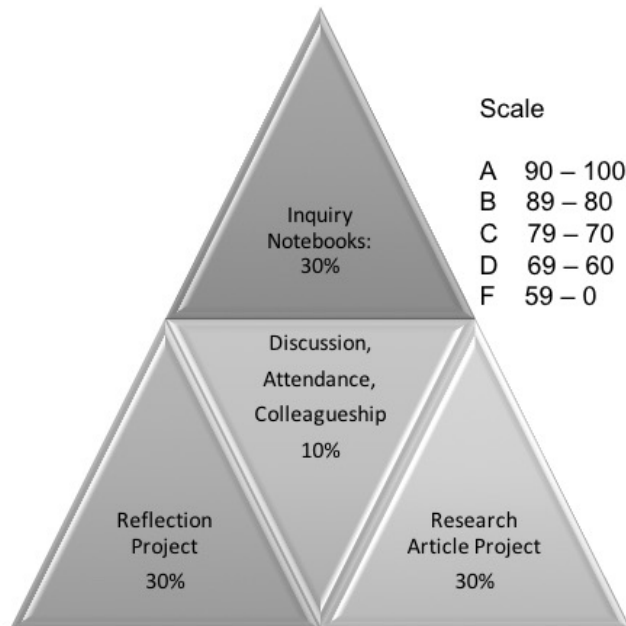 Scale
A 90 – 100
B 89 – 80
C 79 – 70
D 69 – 60
F 59 – 0
Inquiry
Notebooks:
30%
Discussion,
Attendance,
Colleagueship
10%
Reflection
Project
30%
Research
Article Project
30%